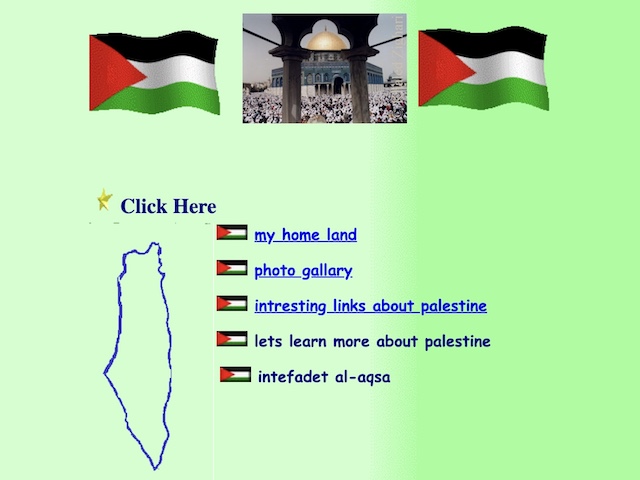 Click Here
my home land
photo gallary
intresting links about palestine
lets learn more about palestine
intefadet al-aqsa